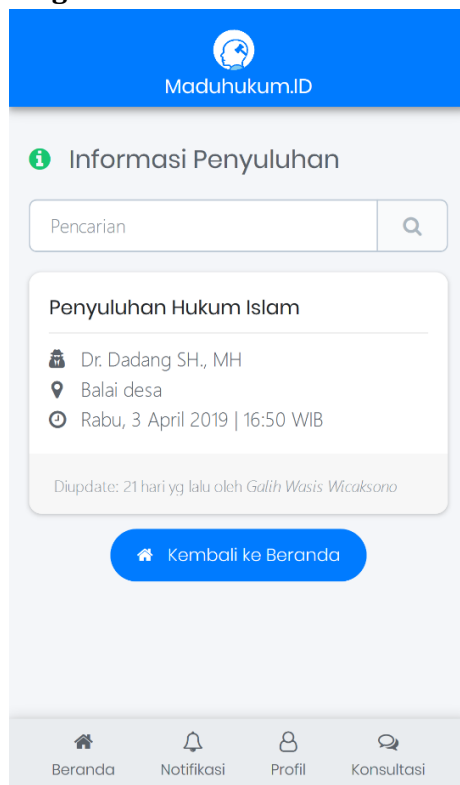 Maduhukum.ID
Informasi Penyuluhan
Pencarian
Penyuluhan Hukum Islam
Dr. Dadang SH., MH
Balai desa
Rabu, 3 April 2019 | 16:50 WIB
Diupdate: 21 hari yg lalu oleh Galih Wasis Wicaksono
Kembali ke Beranda
Beranda Notifikasi Profil Konsultasi